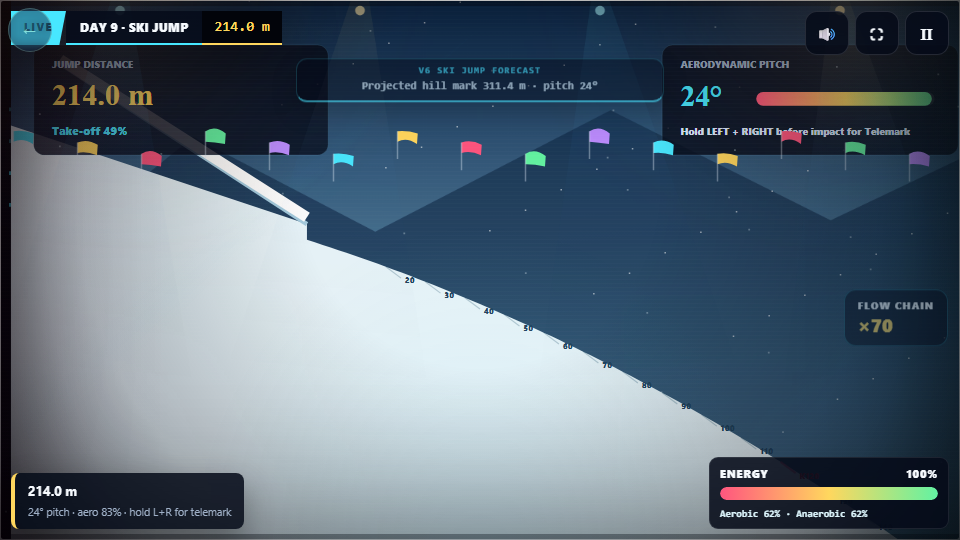 LIVE
DAY 9 · SKI JUMP
214.0 m
II
JUMP DISTANCE
214.0 m
Take-off 49%
V6 SKI JUMP FORECAST
Projected hill mark 311.4 m · pitch 24°
AERODYNAMIC PITCH
24°
Hold LEFT + RIGHT before impact for Telemark
20
30
40
50
60
70
80
90
100
110
FLOW CHAIN
×70
214.0 m
24° pitch · aero 83% · hold L+R for telemark
ENERGY
100%
Aerobic 62% · Anaerobic 62%